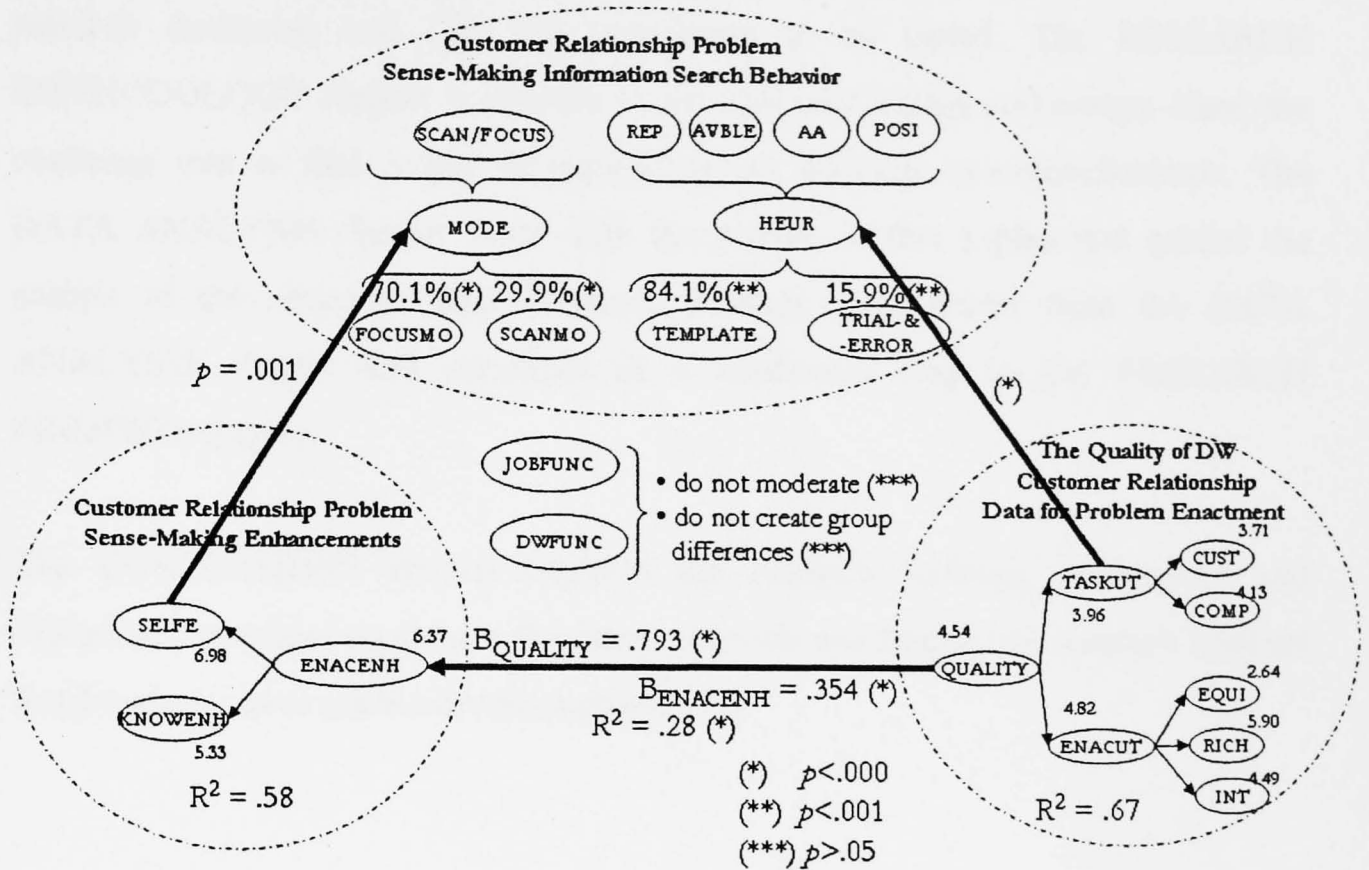 Customer Relationship Problem
Sense-Making Information Search Behavior
SCAN/FOCUS
REP
AVBLE
AA
POSI
MODE
HEUR
70.1%(*)
29.9%(*)
84.1%(**)
15.9%(**
FOCUSMO
SCANMO
TEMPLATE
TRIAL-&
-ERROR
p = .001
(*)
JOBFUNC
DWFUNC
• do not moderate (***)
• do not create group
differences (***)
Customer Relationship Problem
Sense-Making Enhancements
SELFE
6.98
ENACENH
6.37
KNOWENH
5.33
R² = .58
B_QUALITY = .793 (*)
B_ENACENH = .354 (*)
R² = .28 (*)
The Quality of DW
Customer Relationship
Data for Problem Enactment
3.71
CUST
TASKUT
3.96
4.13
COMP
4.54
QUALITY
2.64
EQUI
4.82
ENACUT
5.90
RICH
4.49
INT
R² = .67
(*) p<.000
(**) p<.001
(***) p>.05